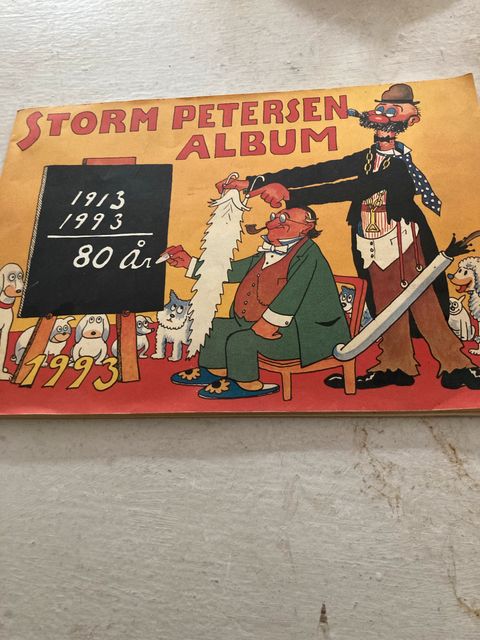 STORM PETERSEN
ALBUM
1913
1993
80 år
1993